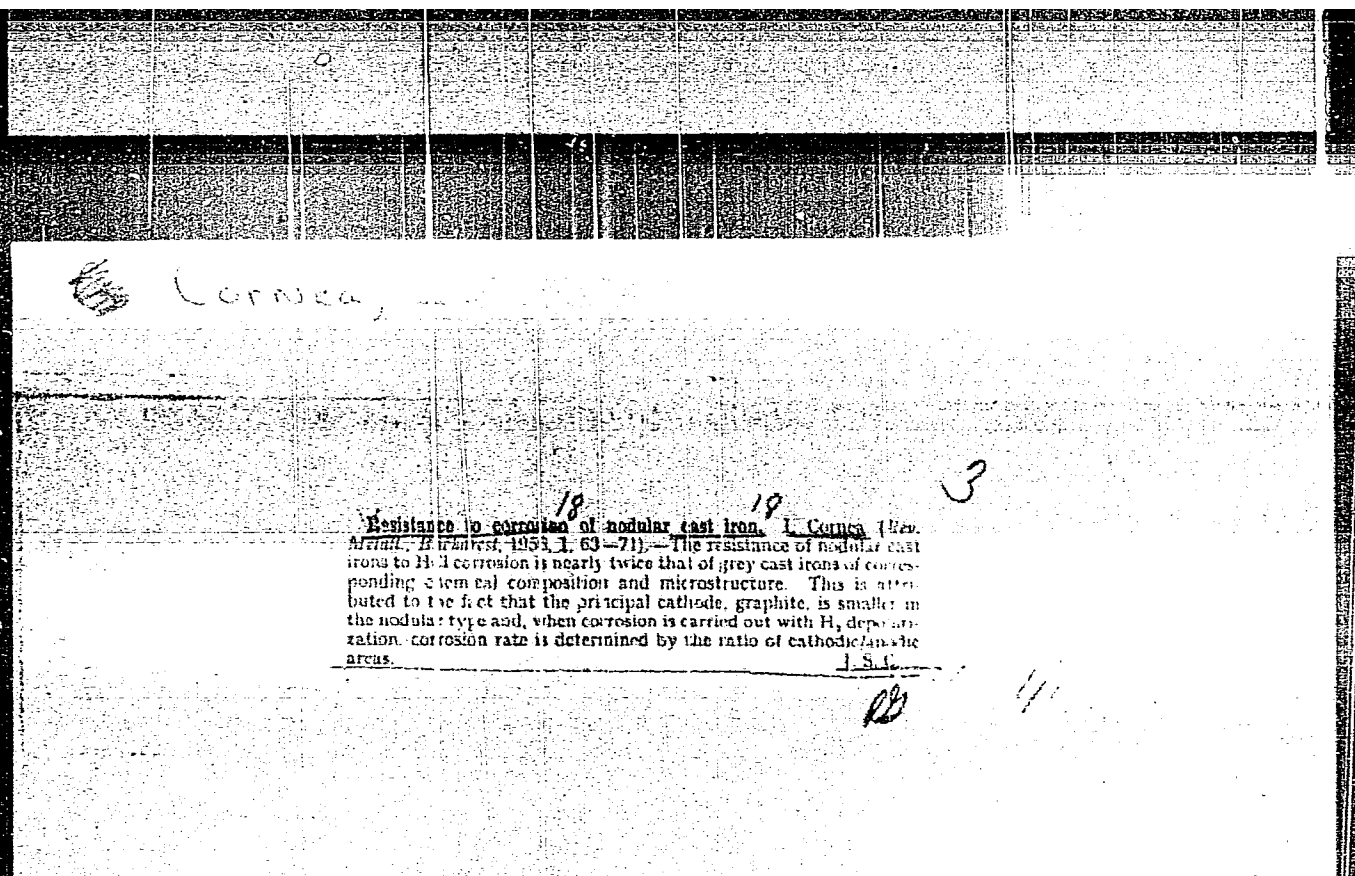 Cornea,
3
18 18
Resistance to corrosion of nodular cast iron. I. Cornea (Rev.
Metall., Bucharest, 1953, 1, 63—71).—The resistance of nodular cast
irons to HCl corrosion is nearly twice that of grey cast irons of corres-
ponding chemical composition and microstructure. This is attri-
buted to the fact that the principal cathode, graphite, is smaller in
the nodular type and, when corrosion is carried out with H₂ depolari-
zation, corrosion rate is determined by the ratio of cathodic/anodic
areas.